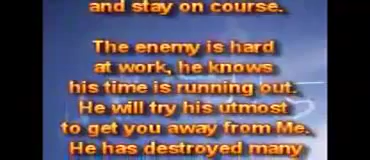 and stay on course.
The enemy is hard
at work, he knows
his time is running out.
He will try his utmost
to get you away from Me.
He has destroyed many